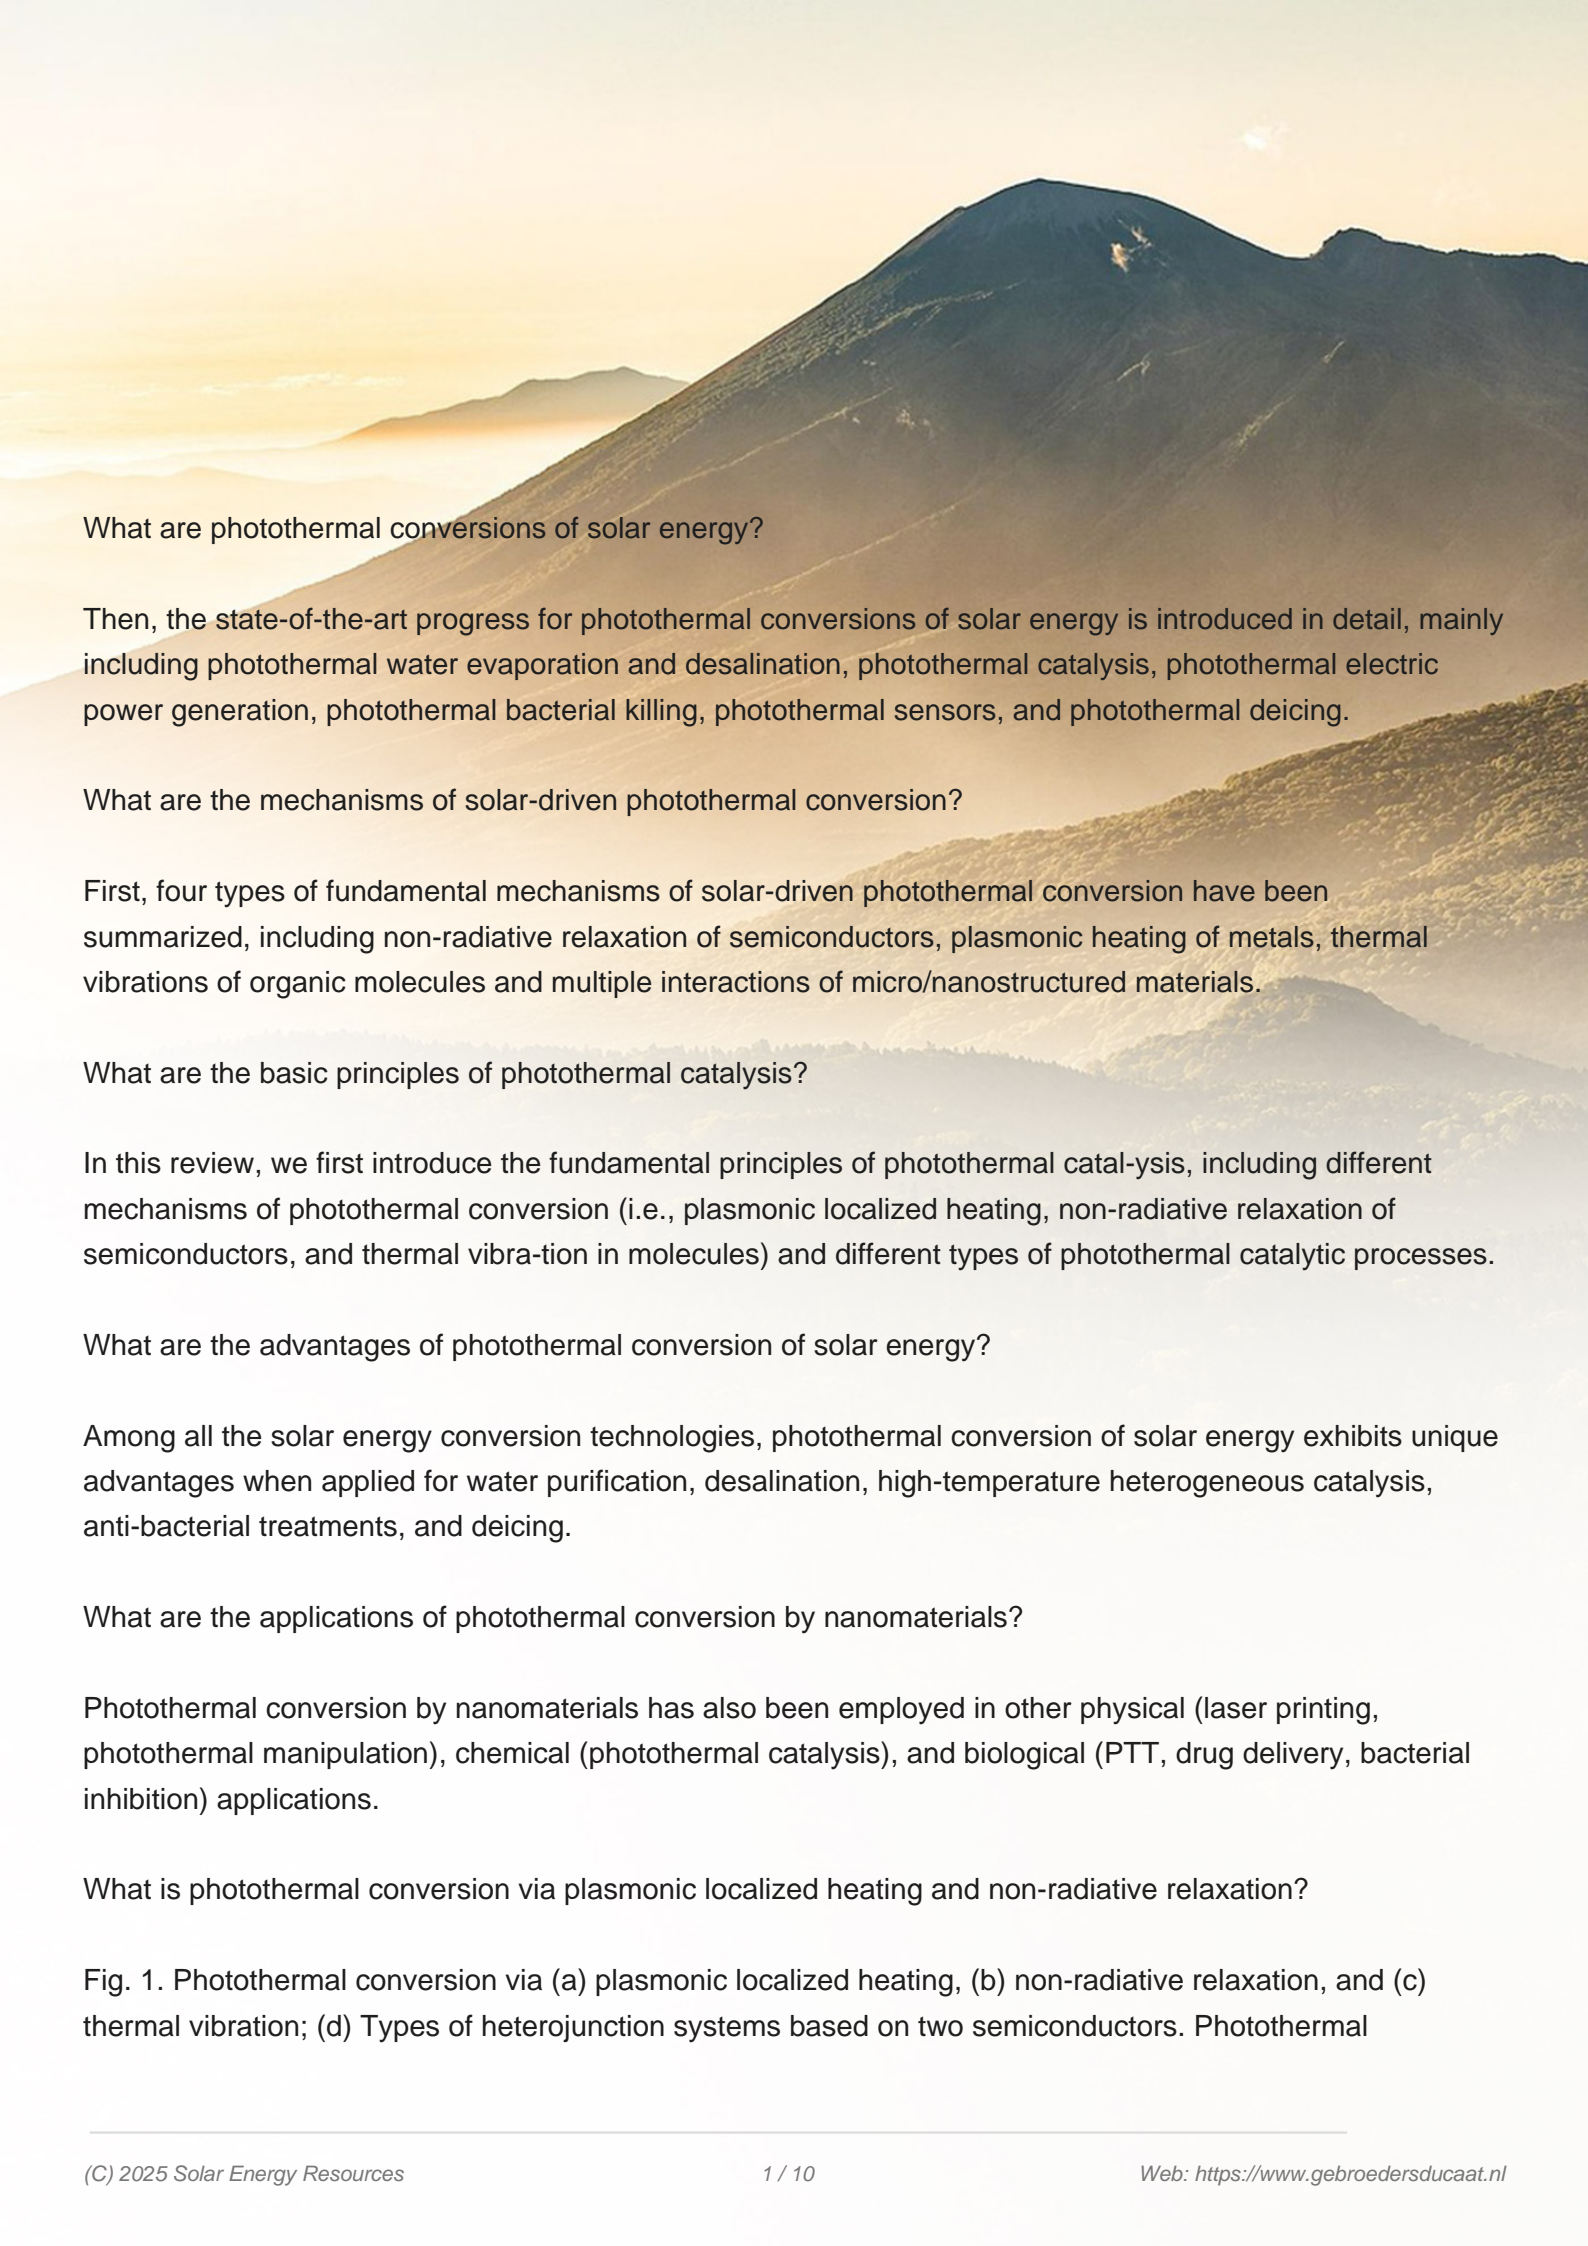 What are photothermal conversions of solar energy?
Then, the state-of-the-art progress for photothermal conversions of solar energy is introduced in detail, mainly
including photothermal water evaporation and desalination, photothermal catalysis, photothermal electric
power generation, photothermal bacterial killing, photothermal sensors, and photothermal deicing.
What are the mechanisms of solar-driven photothermal conversion?
First, four types of fundamental mechanisms of solar-driven photothermal conversion have been
summarized, including non-radiative relaxation of semiconductors, plasmonic heating of metals, thermal
vibrations of organic molecules and multiple interactions of micro/nanostructured materials.
What are the basic principles of photothermal catalysis?
In this review, we first introduce the fundamental principles of photothermal catal-ysis, including different
mechanisms of photothermal conversion (i.e., plasmonic localized heating, non-radiative relaxation of
semiconductors, and thermal vibra-tion in molecules) and different types of photothermal catalytic processes.
What are the advantages of photothermal conversion of solar energy?
Among all the solar energy conversion technologies, photothermal conversion of solar energy exhibits unique
advantages when applied for water purification, desalination, high-temperature heterogeneous catalysis,
anti-bacterial treatments, and deicing.
What are the applications of photothermal conversion by nanomaterials?
Photothermal conversion by nanomaterials has also been employed in other physical (laser printing,
photothermal manipulation), chemical (photothermal catalysis), and biological (PTT, drug delivery, bacterial
inhibition) applications.
What is photothermal conversion via plasmonic localized heating and non-radiative relaxation?
Fig. 1. Photothermal conversion via (a) plasmonic localized heating, (b) non-radiative relaxation, and (c)
thermal vibration; (d) Types of heterojunction systems based on two semiconductors. Photothermal
(C) 2025 Solar Energy Resources
1 / 10
Web: https://www.gebroedersducaat.nl